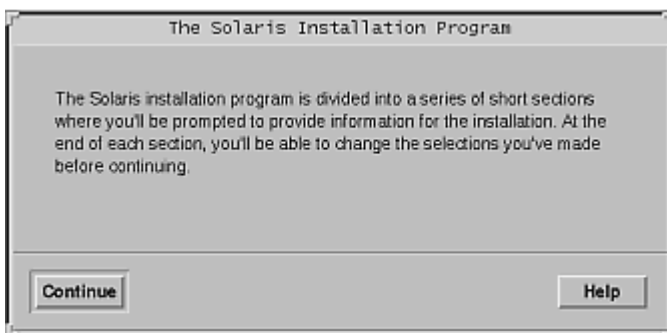 The Solaris Installation Program
The Solaris installation program is divided into a series of short sections
where you'll be prompted to provide information for the installation. At the
end of each section, you'll be able to change the selections you've made
before continuing.
Continue
Help